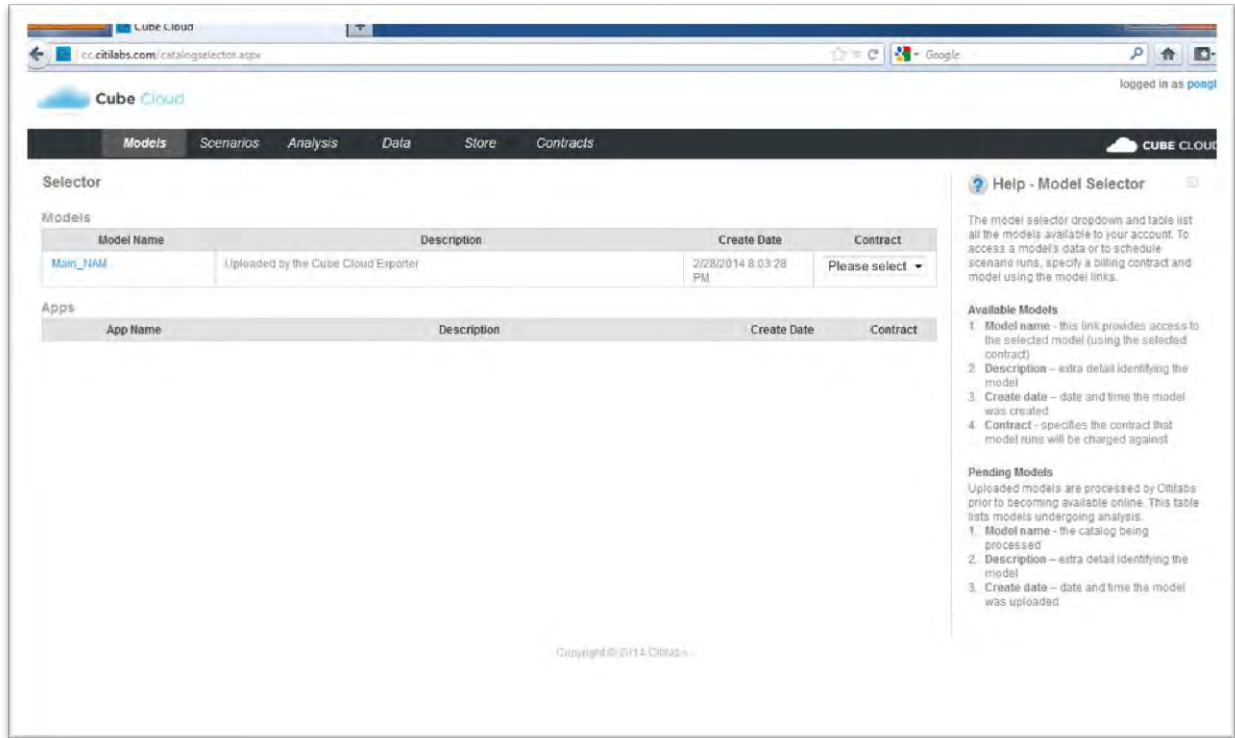 Cube Cloud
cc.citilabs.com/catalogselector.aspx
Google
logged in as pongl
Cube Cloud
Models Scenarios Analysis Data Store Contracts
CUBE CLOUD
Selector
Models
Model Name Description Create Date Contract
Main_NAM Uploaded by the Cube Cloud Exporter 2/28/2014 8:03:28 Please select
PM
Apps
App Name Description Create Date Contract
Help - Model Selector
The model selector dropdown and table list
all the models available to your account. To
access a model's data or to schedule
scenario runs, specify a billing contract and
model using the model links.
Available Models
1. Model name - this link provides access to
the selected model (using the selected
contract)
2. Description – extra detail identifying the
model
3. Create date – date and time the model
was created
4. Contract - specifies the contract that
model runs will be charged against
Pending Models
Uploaded models are processed by Citilabs
prior to becoming available online. This table
lists models undergoing analysis.
1. Model name - the catalog being
processed
2. Description – extra detail identifying the
model
3. Create date – date and time the model
was uploaded
Copyright © 2014 Citilabs